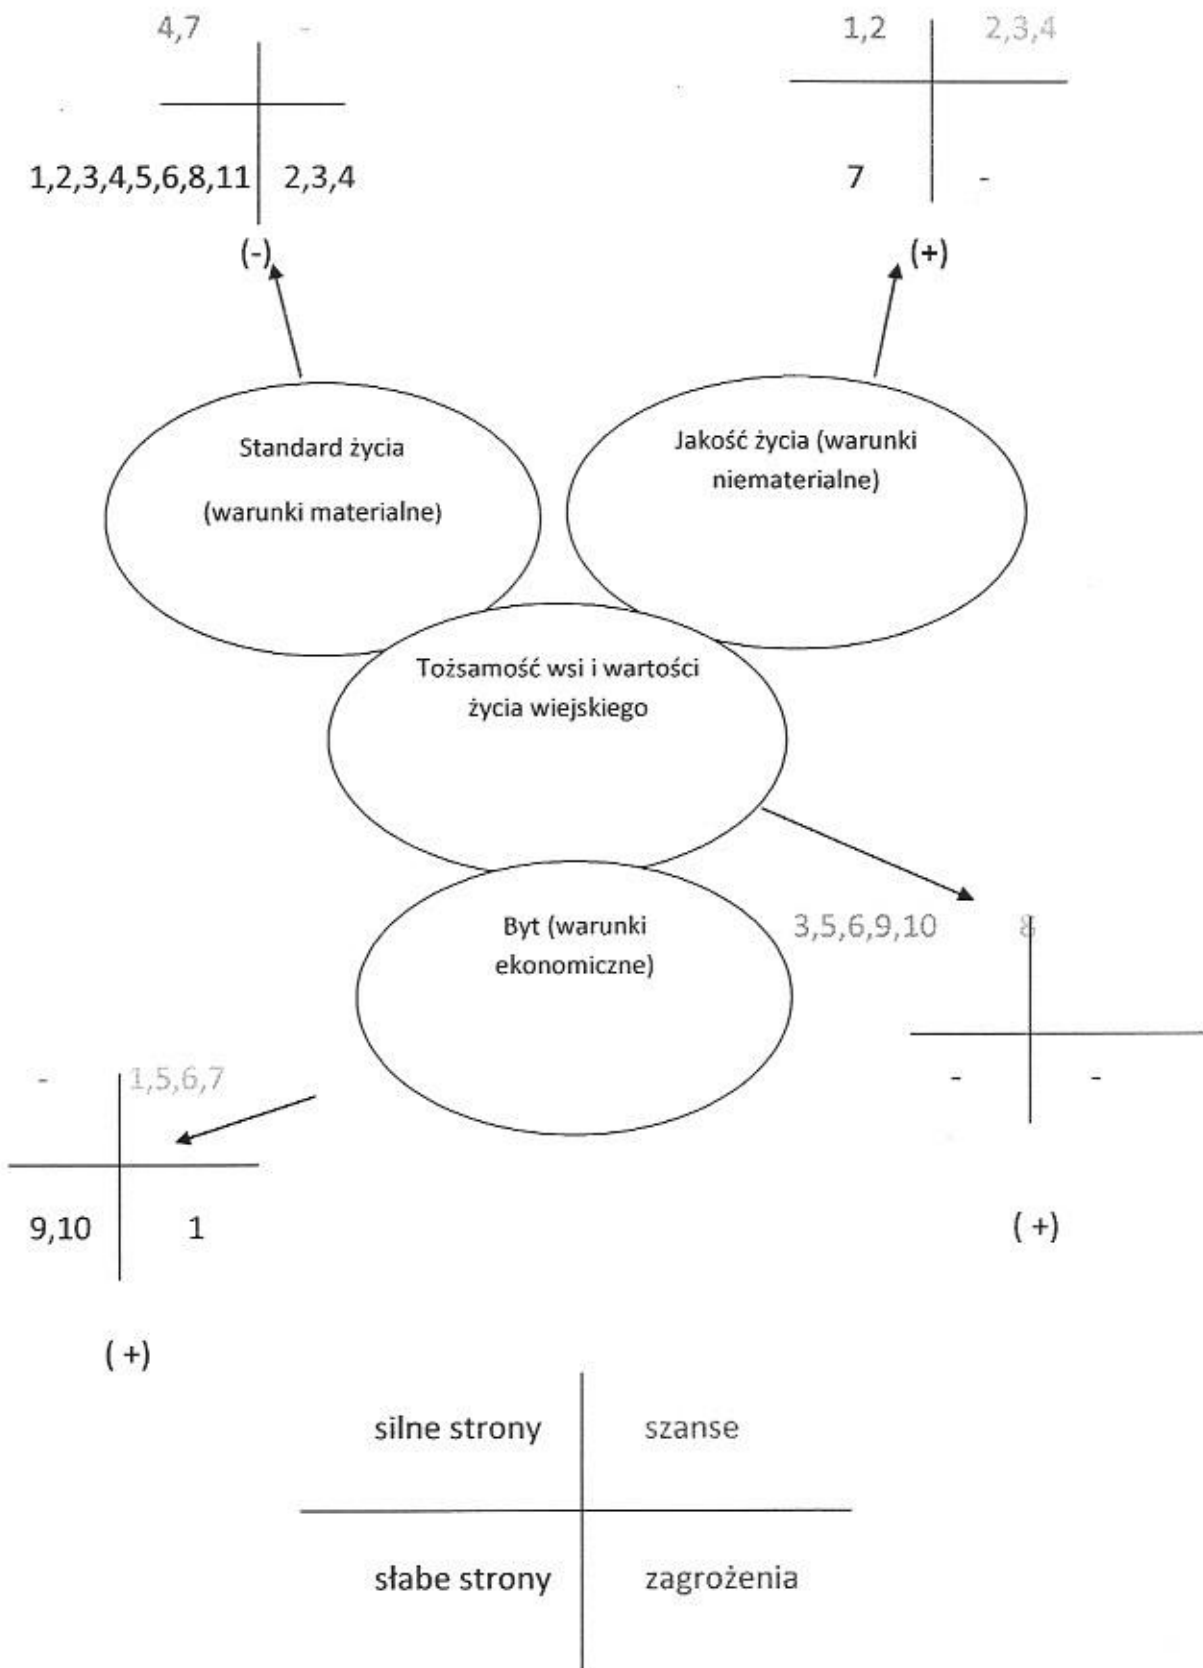 4,7 -
1,2 2,3,4
1,2,3,4,5,6,8,11 2,3,4
7 -
(-)
(+)
Standard życia
(warunki materialne)
Jakość życia (warunki
niematerialne)
Tożsamość wsi i wartości
życia wiejskiego
Byt (warunki
ekonomiczne)
3,5,6,9,10 8
- -
- 1,5,6,7
9,10 1
( +)
( +)
silne strony szanse
słabe strony zagrożenia